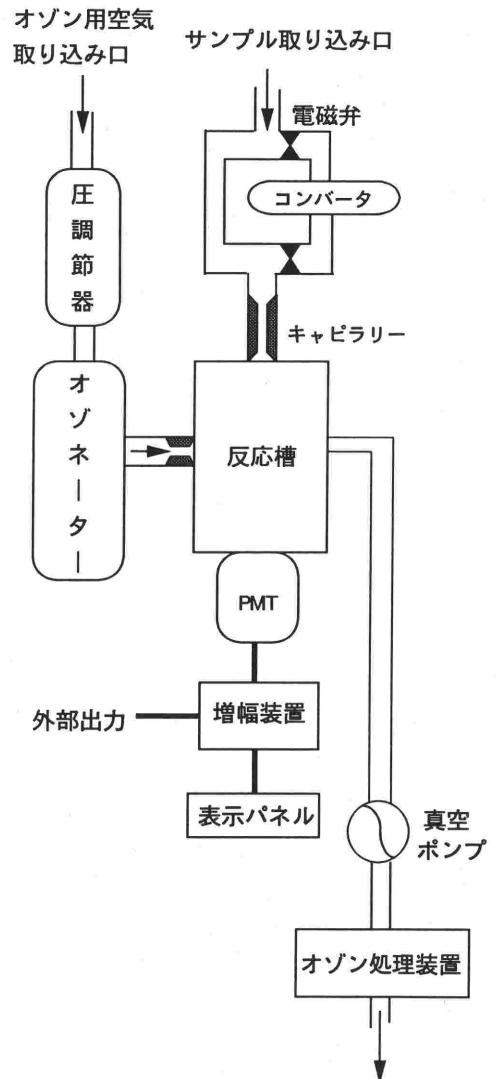 オゾン用空気
取り込み口
サンプル取り込み口
電磁弁
コンバータ
圧調節器
キャピラリー
オゾネーター
反応槽
PMT
外部出力
増幅装置
表示パネル
真空
ポンプ
オゾン処理装置